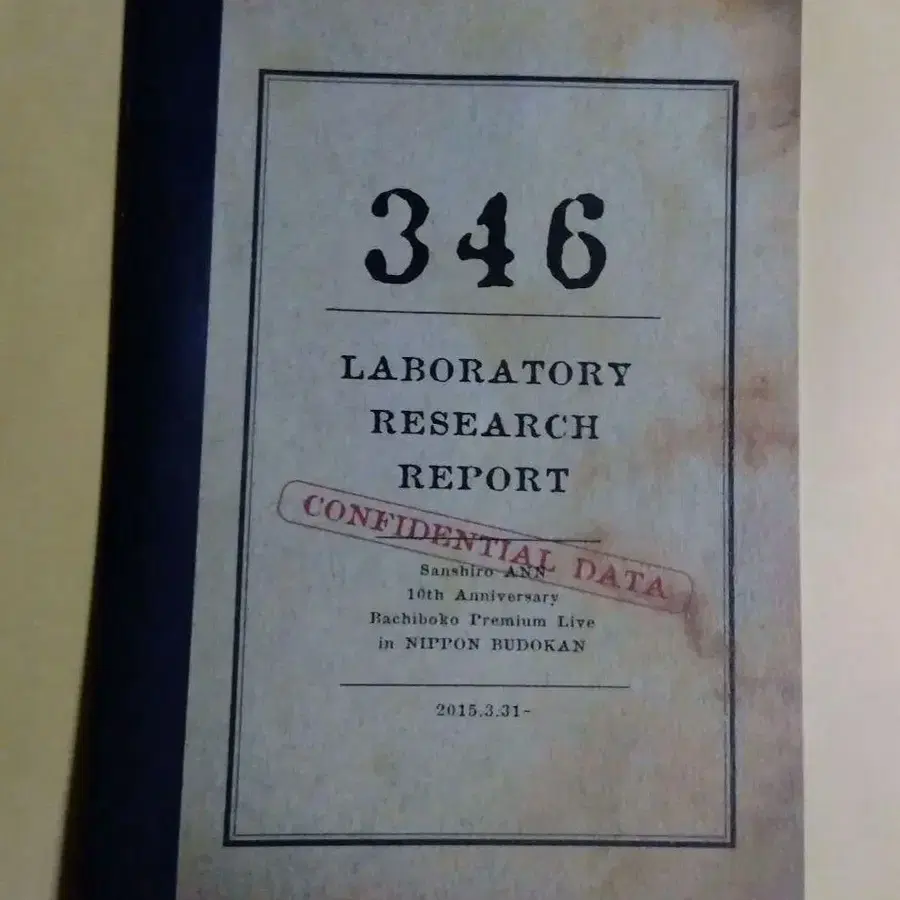 346
LABORATORY
RESEARCH
REPORT
CONFIDENTIAL DATA
Sanshiro ANN
10th Anniversary
Bachiboko Premium Live
in NIPPON BUDOKAN
2015.3.31-